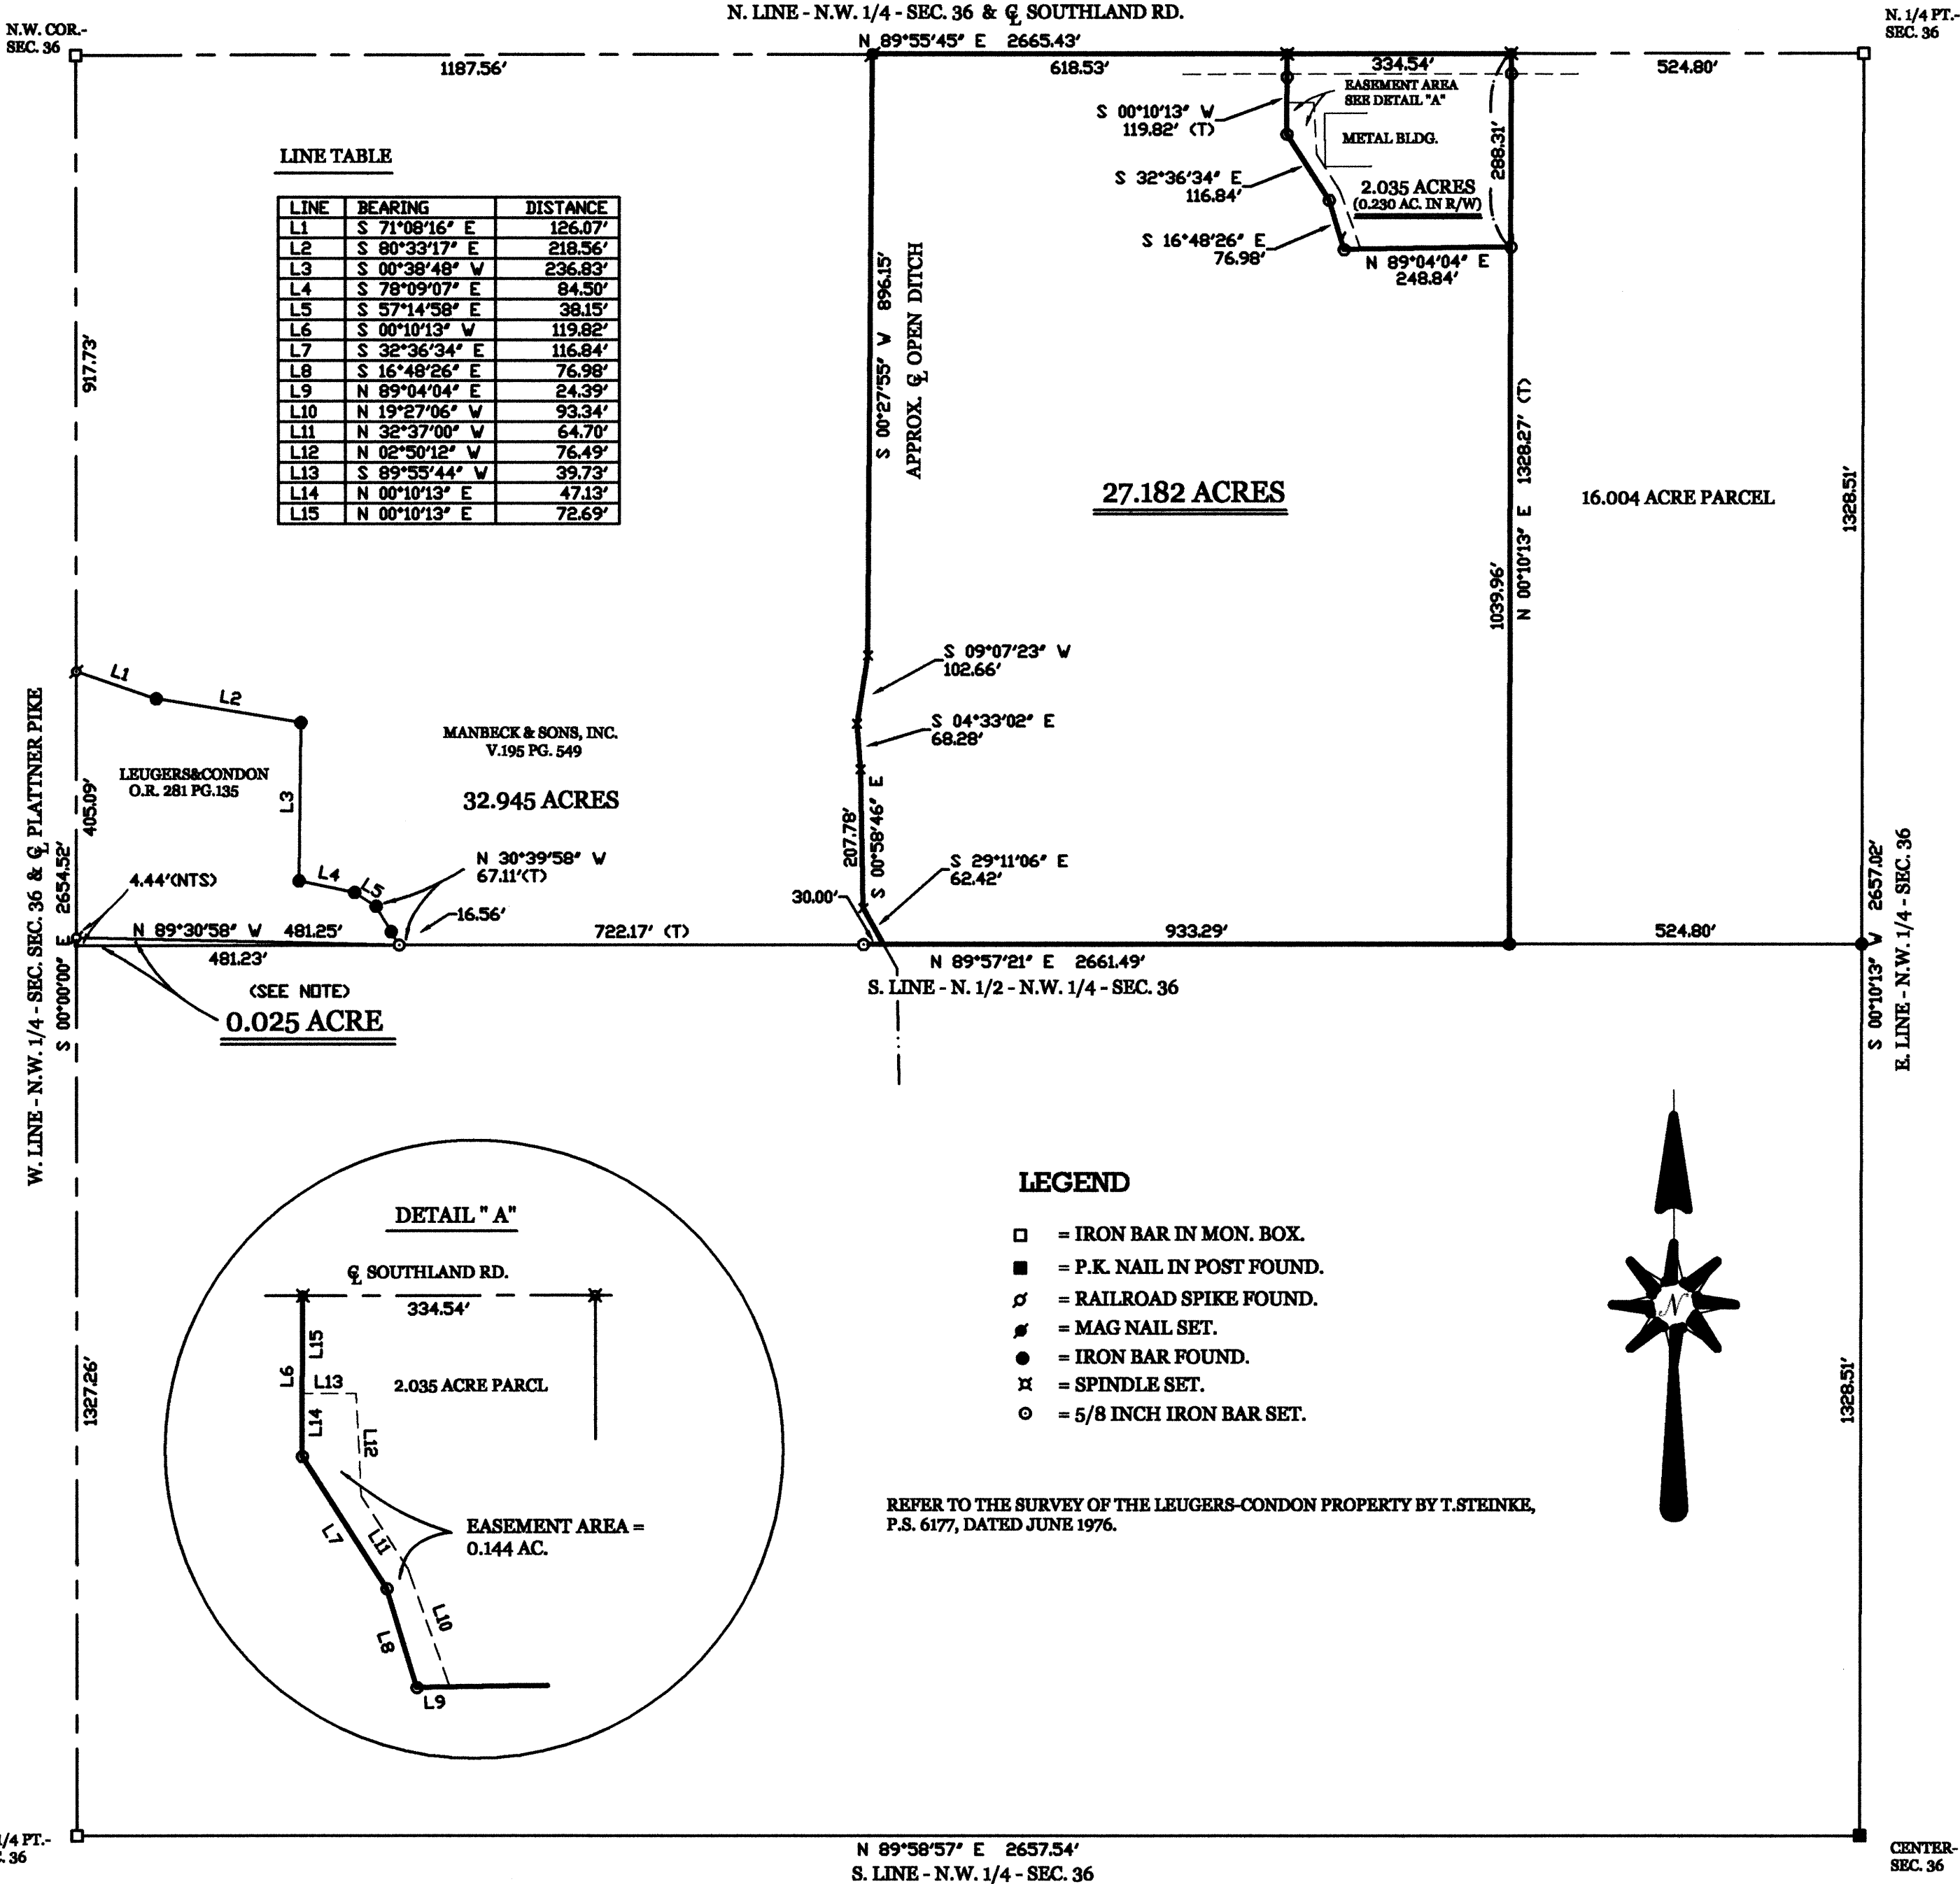 N. LINE - N.W. 1/4 - SEC. 36 & ℄ SOUTHLAND RD.
N.W. COR.-
SEC. 36
N. 1/4 PT.-
SEC. 36
N 89°55'45" E 2665.43'
1187.56'
618.53'
334.54'
524.80'
EASEMENT AREA
SEE DETAIL "A"
S 00°10'13" W
119.82' (T)
METAL BLDG.
288.31'
S 32°36'34" E
116.84'
2.035 ACRES
(0.230 AC. IN R/W)
S 16°48'26" E
76.98'
N 89°04'04" E
248.84'
LINE TABLE
LINE BEARING DISTANCE
L1 S 71°08'16" E 126.07'
L2 S 80°33'17" E 218.56'
L3 S 00°38'48" W 236.83'
L4 S 78°09'07" E 84.50'
L5 S 57°14'58" E 38.15'
L6 S 00°10'13" W 119.82'
L7 S 32°36'34" E 116.84'
L8 S 16°48'26" E 76.98'
L9 N 89°04'04" E 24.39'
L10 N 19°27'06" W 93.34'
L11 N 32°37'00" W 64.70'
L12 N 02°50'12" W 76.49'
L13 S 89°55'44" W 39.73'
L14 N 00°10'13" E 47.13'
L15 N 00°10'13" E 72.69'
917.73'
S 00°27'55" W 896.15'
APPROX. ℄ OPEN DITCH
27.182 ACRES
1039.96'
N 00°10'13" E 1328.27' (T)
16.004 ACRE PARCEL
1328.51'
S 09°07'23" W
102.66'
S 04°33'02" E
68.28'
207.78'
S 00°58'46" E
S 29°11'06" E
62.42'
30.00'
L1
L2
L3
L4
L5
MANBECK & SONS, INC.
V.195 PG. 549
32.945 ACRES
LEUGERS&CONDON
O.R. 281 PG.135
405.09'
W. LINE - N.W. 1/4 - SEC. SEC. 36 & ℄ PLATTNER PIKE
S 00°00'00" E 2654.52'
4.44'(NTS)
N 30°39'58" W
67.11'(T)
16.56'
N 89°30'58" W 481.25'
481.23'
722.17' (T)
933.29'
524.80'
N 89°57'21" E 2661.49'
S. LINE - N. 1/2 - N.W. 1/4 - SEC. 36
(SEE NOTE)
0.025 ACRE
S 00°10'13" W 2657.02'
E. LINE - N.W. 1/4 - SEC. 36
1327.26'
1328.51'
DETAIL " A"
℄ SOUTHLAND RD.
334.54'
L15
L6
L13
2.035 ACRE PARCL
L14
L12
L7
L11
EASEMENT AREA =
0.144 AC.
L10
L8
L9
LEGEND
= IRON BAR IN MON. BOX.
= P.K. NAIL IN POST FOUND.
= RAILROAD SPIKE FOUND.
= MAG NAIL SET.
= IRON BAR FOUND.
= SPINDLE SET.
= 5/8 INCH IRON BAR SET.
N
REFER TO THE SURVEY OF THE LEUGERS-CONDON PROPERTY BY T.STEINKE,
P.S. 6177, DATED JUNE 1976.
1/4 PT.-
36
N 89°58'57" E 2657.54'
S. LINE - N.W. 1/4 - SEC. 36
CENTER-
SEC. 36